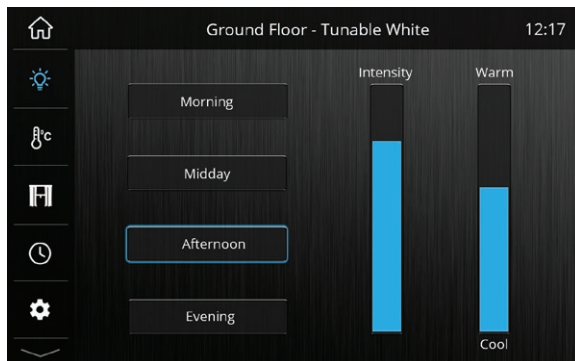 Ground Floor - Tunable White 12:17
Intensity Warm
Morning
°C
Midday
Afternoon
Evening
Cool